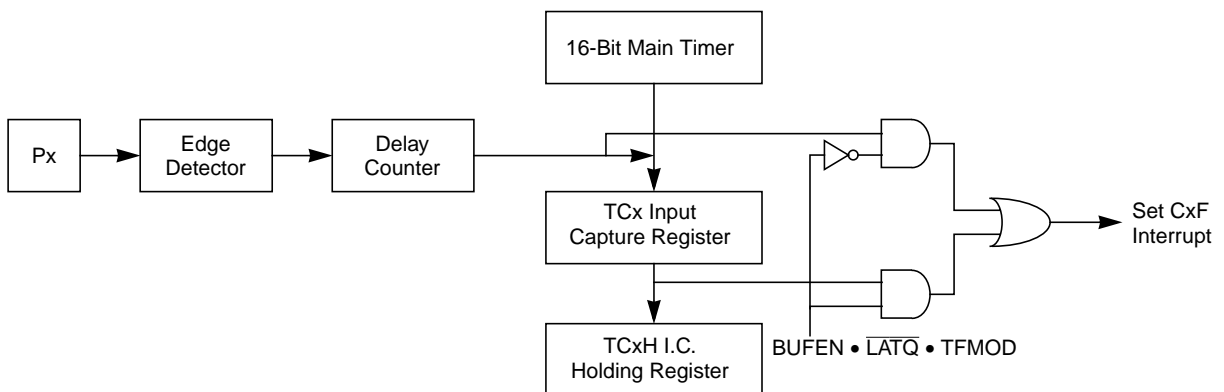 16-Bit Main Timer
Px
Edge
Detector
Delay
Counter
TCx Input
Capture Register
Set CxF
Interrupt
TCxH I.C.
Holding Register
BUFEN • L̅A̅T̅Q̅ • TFMOD